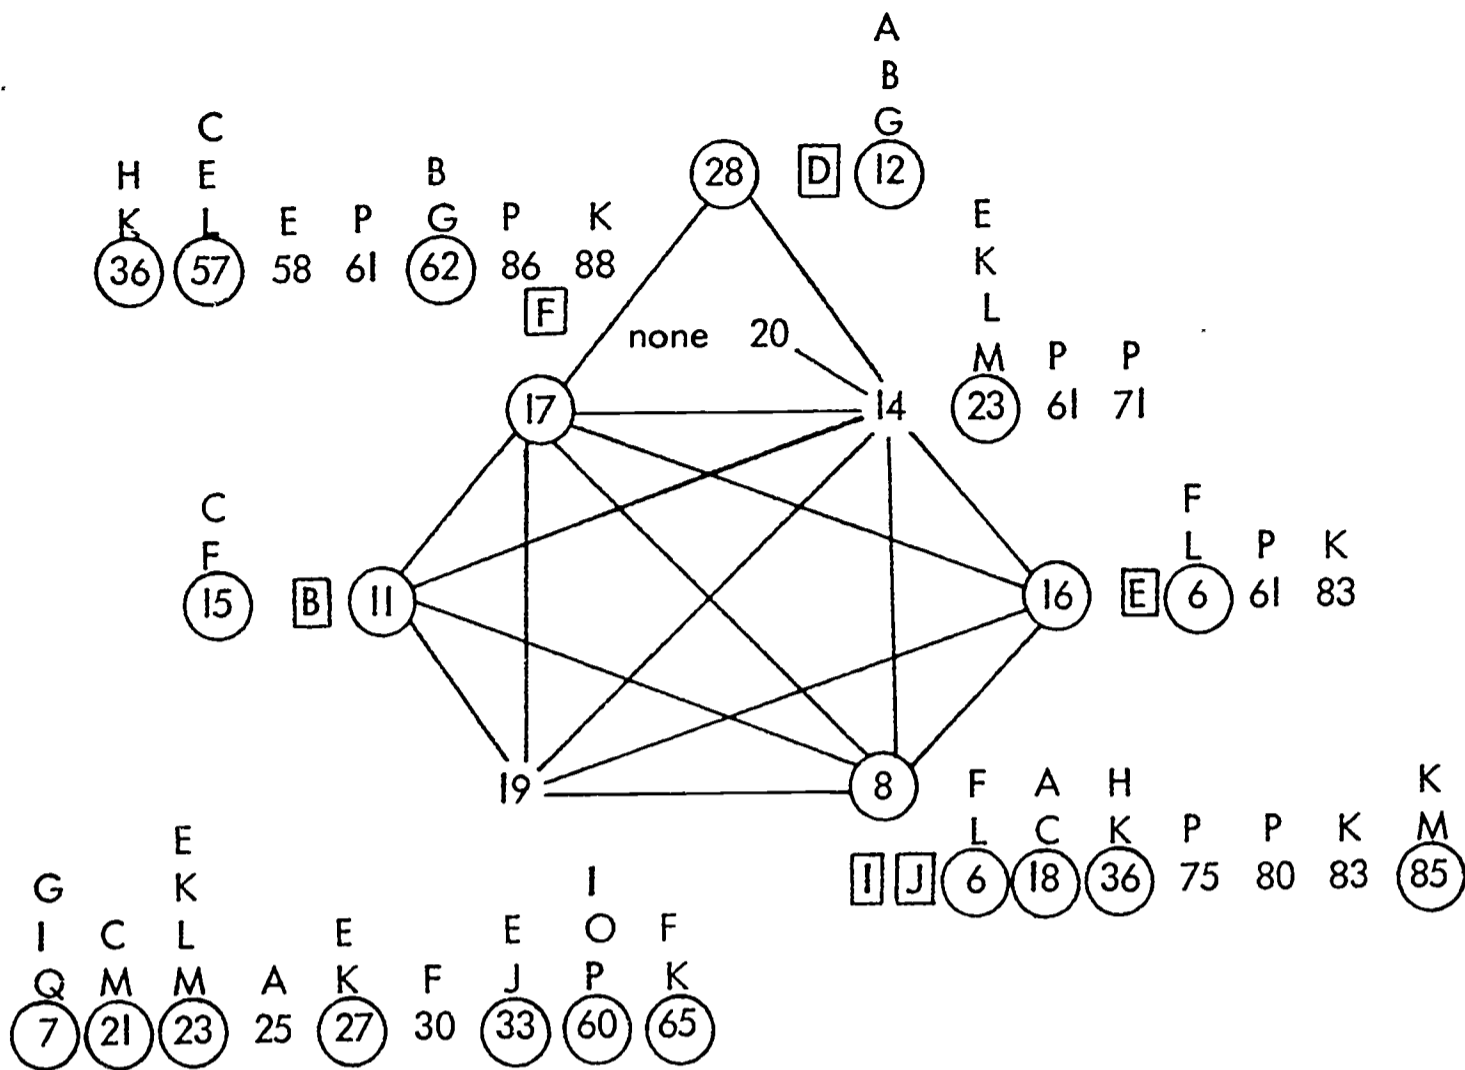 A
B
G
28 D 12
C
H E B
K L E P G P K
36 57 58 61 62 86 88
F
none 20
E
K
L
M P P
17 14 23 61 71
C
F
15 B 11
F
L P K
16 E 6 61 83
19 8
F A H K
L C K P P K M
I J 6 18 36 75 80 83 85
E
G K I
I C L E E O F
Q M M A K F J P K
7 21 23 25 27 30 33 60 65